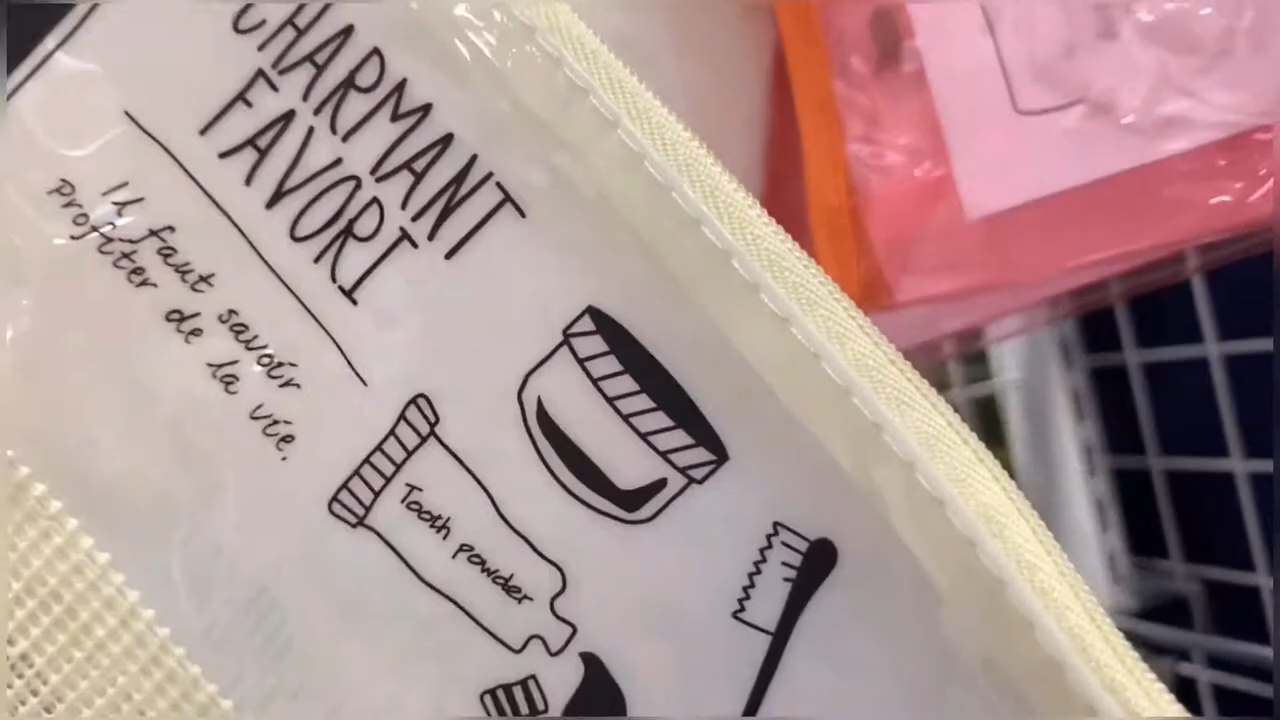 CHARMANT
FAVORI
Il faut savoir
profiter de la vie.
Tooth powder